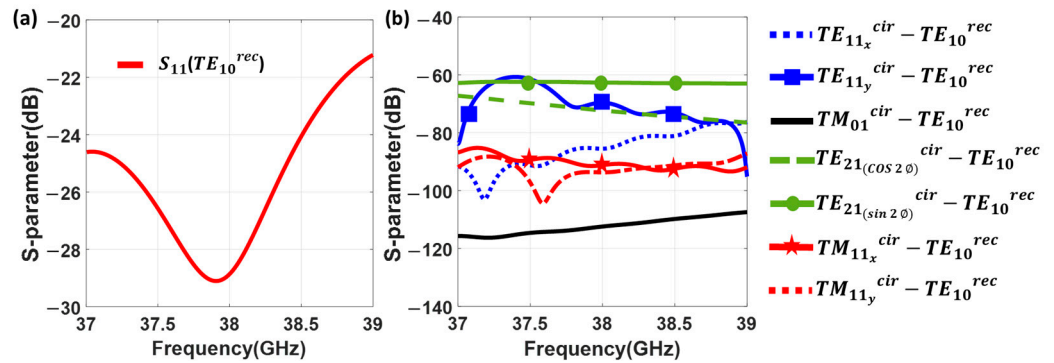 (a)
−20
−22
−24
−26
−28
−30
S-parameter(dB)
S₁₁(TE₁₀ʳᵉᶜ)
37
37.5
38
38.5
39
Frequency(GHz)
(b)
−40
−60
−80
−100
−120
−140
S-parameter(dB)
37
37.5
38
38.5
39
Frequency(GHz)
TE₁₁ₓᶜⁱʳ − TE₁₀ʳᵉᶜ
TE₁₁yᶜⁱʳ − TE₁₀ʳᵉᶜ
TM₀₁ᶜⁱʳ − TE₁₀ʳᵉᶜ
TE₂₁(COS 2 ∅)ᶜⁱʳ − TE₁₀ʳᵉᶜ
TE₂₁(sin 2 ∅)ᶜⁱʳ − TE₁₀ʳᵉᶜ
TM₁₁ₓᶜⁱʳ − TE₁₀ʳᵉᶜ
TM₁₁yᶜⁱʳ − TE₁₀ʳᵉᶜ